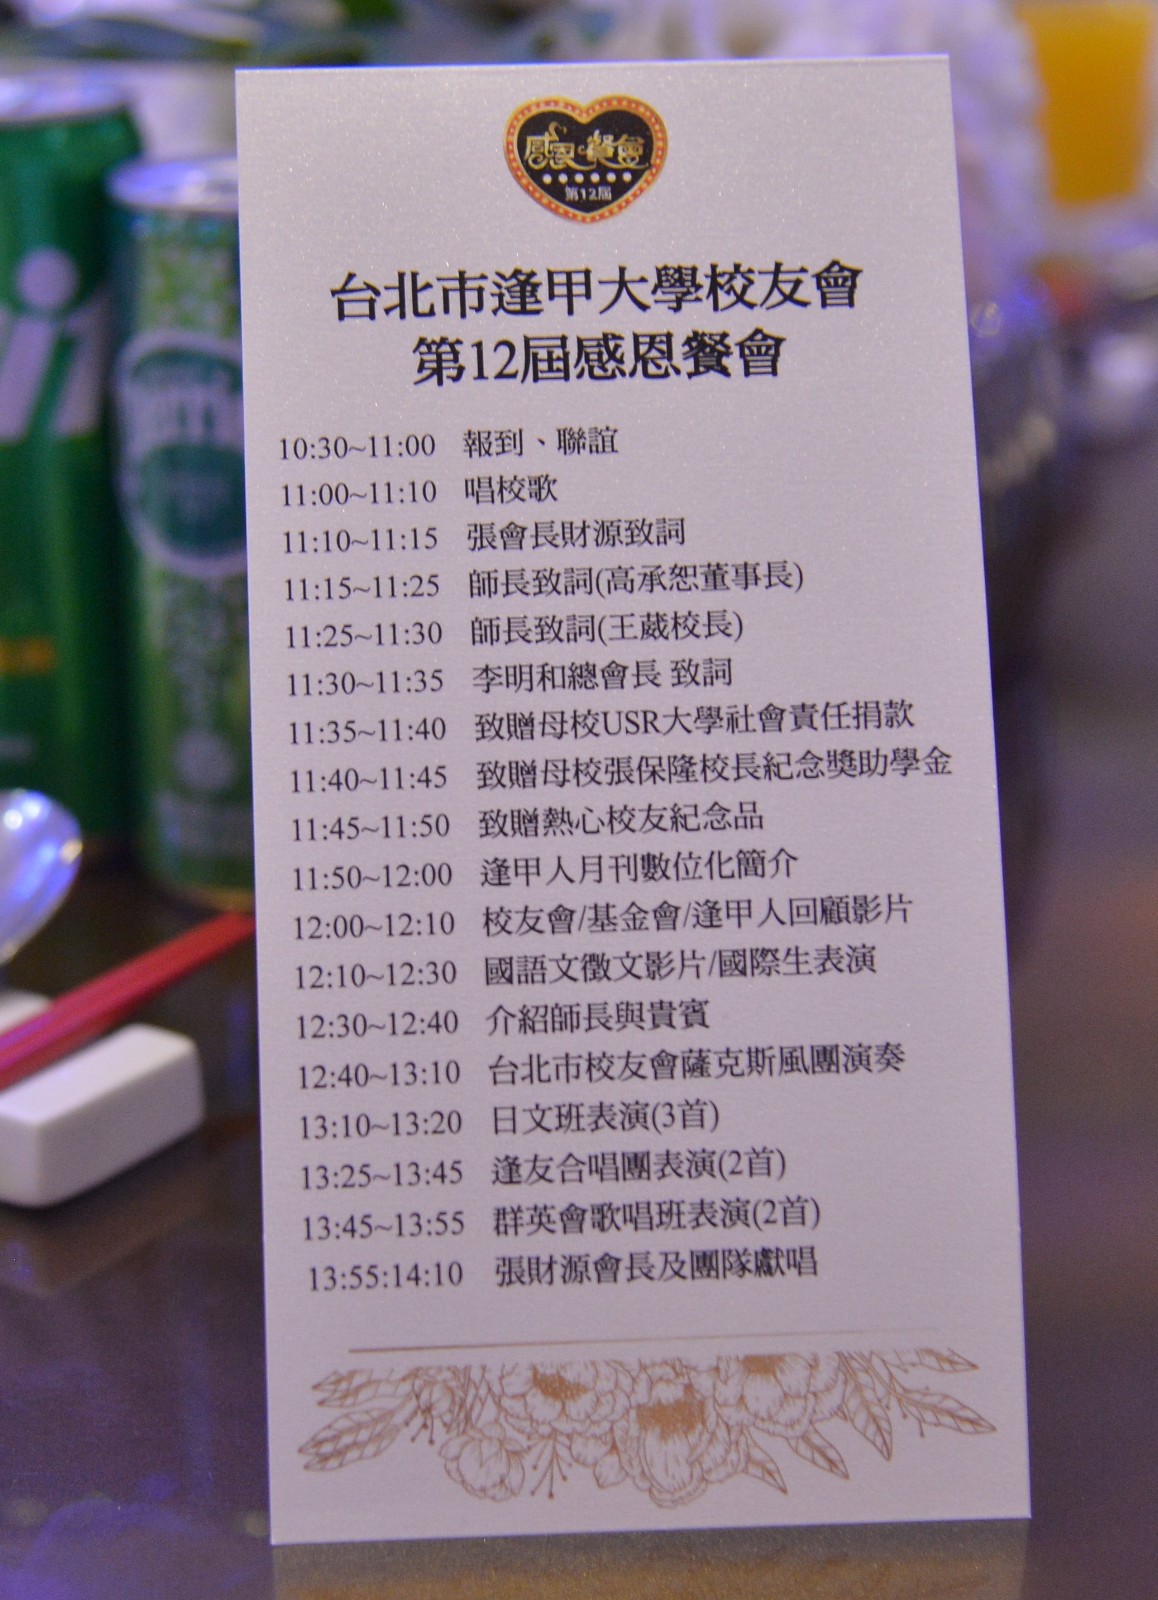 感恩餐會
第12屆
台北市逢甲大學校友會
第12屆感恩餐會
10:30~11:00 報到、聯誼
11:00~11:10 唱校歌
11:10~11:15 張會長財源致詞
11:15~11:25 師長致詞(高承恕董事長)
11:25~11:30 師長致詞(王葳校長)
11:30~11:35 李明和總會長 致詞
11:35~11:40 致贈母校USR大學社會責任捐款
11:40~11:45 致贈母校張保隆校長紀念獎助學金
11:45~11:50 致贈熱心校友紀念品
11:50~12:00 逢甲人月刊數位化簡介
12:00~12:10 校友會/基金會/逢甲人回顧影片
12:10~12:30 國語文徵文影片/國際生表演
12:30~12:40 介紹師長與貴賓
12:40~13:10 台北市校友會薩克斯風團演奏
13:10~13:20 日文班表演(3首)
13:25~13:45 逢友合唱團表演(2首)
13:45~13:55 群英會歌唱班表演(2首)
13:55:14:10 張財源會長及團隊獻唱